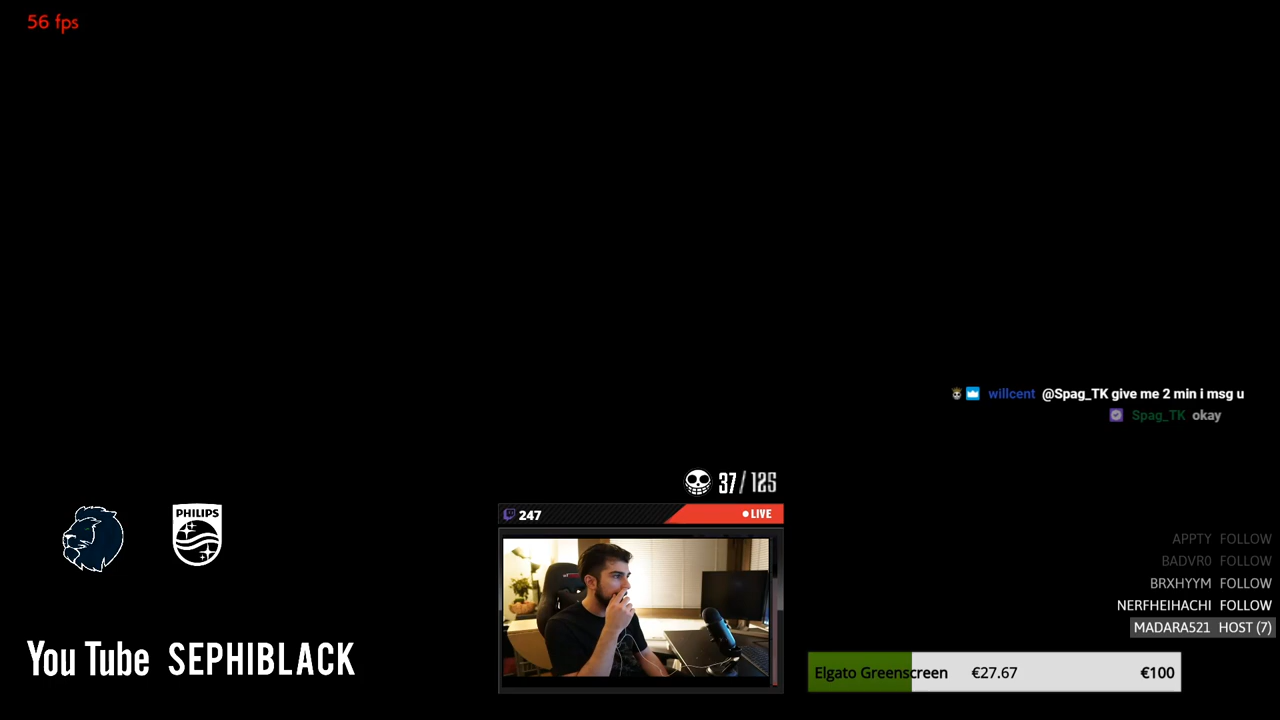 56 fps
willcent @Spag_TK give me 2 min i msg u
Spag_TK okay
37/125
247
LIVE
PHILIPS
APPTY FOLLOW
BADVR0 FOLLOW
BRXHYYM FOLLOW
NERFHEIHACHI FOLLOW
MADARA521 HOST (7)
You Tube SEPHIBLACK
Elgato Greenscreen €27.67 €100